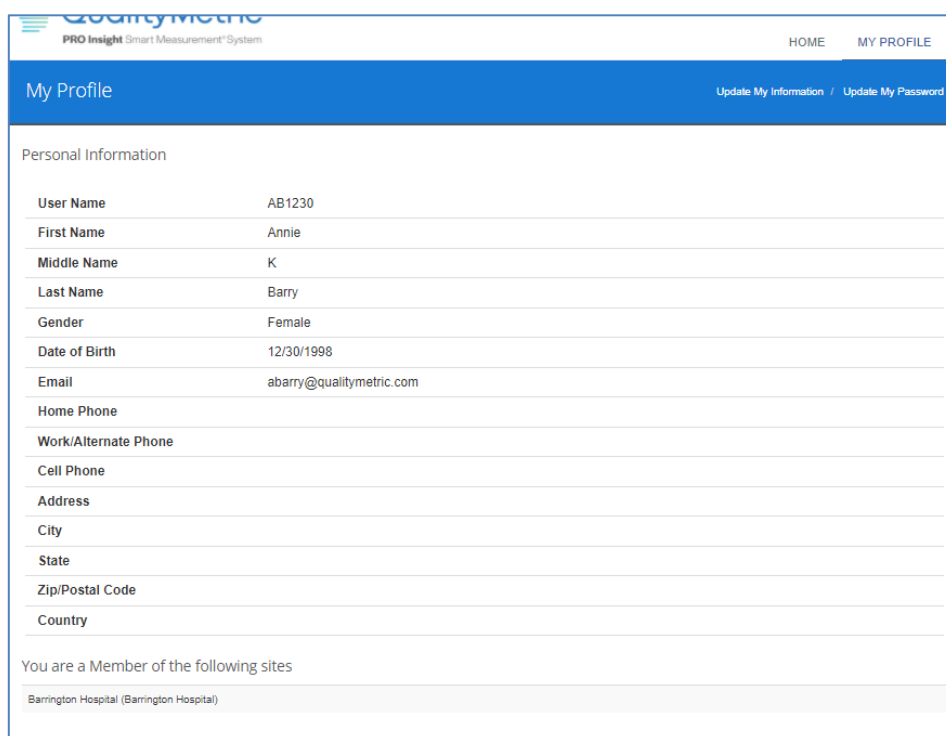 QualityMetric
PRO Insight Smart Measurement® System
HOME MY PROFILE
My Profile
Update My Information / Update My Password
Personal Information
User Name AB1230
First Name Annie
Middle Name K
Last Name Barry
Gender Female
Date of Birth 12/30/1998
Email abarry@qualitymetric.com
Home Phone
Work/Alternate Phone
Cell Phone
Address
City
State
Zip/Postal Code
Country
You are a Member of the following sites
Barrington Hospital (Barrington Hospital)